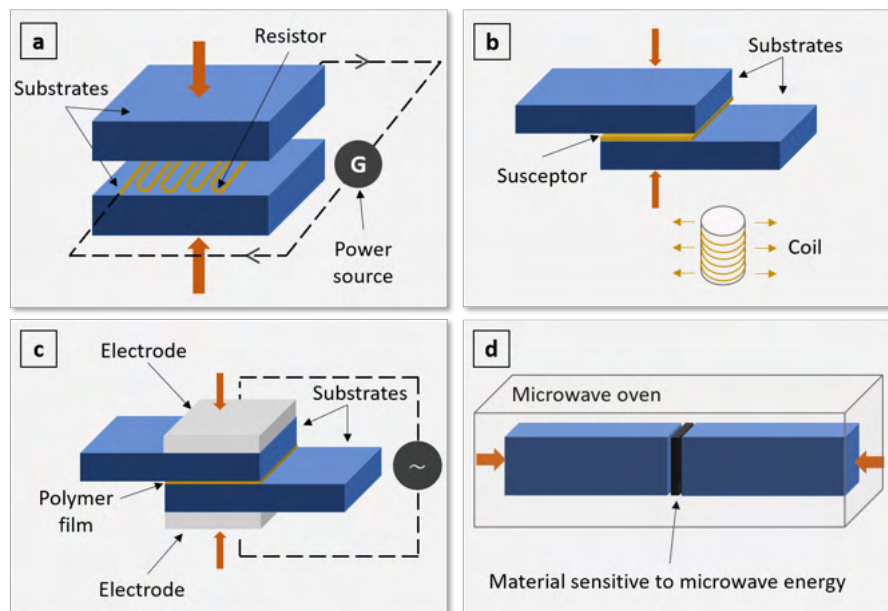 a
Resistor
Substrates
G
Power
source
b
Substrates
Susceptor
Coil
c
Electrode
Substrates
~
Polymer
film
Electrode
d
Microwave oven
Material sensitive to microwave energy